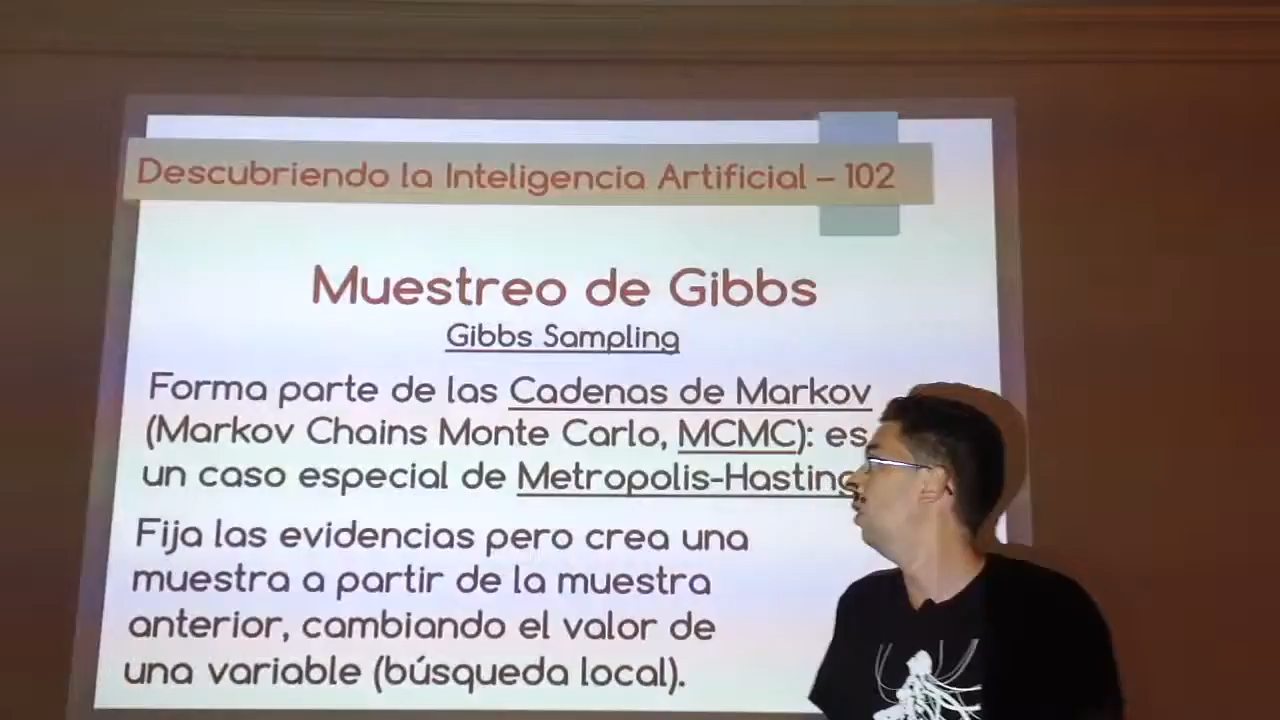 Descubriendo la Inteligencia Artificial – 102
Muestreo de Gibbs
Gibbs Sampling
Forma parte de las Cadenas de Markov
(Markov Chains Monte Carlo, MCMC): es
un caso especial de Metropolis-Hasting
Fija las evidencias pero crea una
muestra a partir de la muestra
anterior, cambiando el valor de
una variable (búsqueda local).